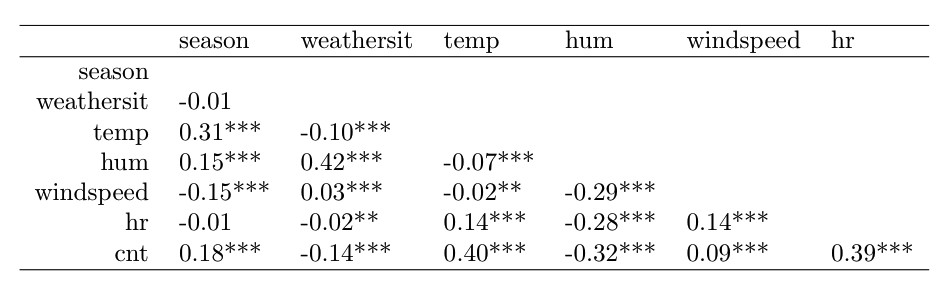 season weathersit temp hum windspeed hr
season
weathersit -0.01
temp 0.31*** -0.10***
hum 0.15*** 0.42*** -0.07***
windspeed -0.15*** 0.03*** -0.02** -0.29***
hr -0.01 -0.02** 0.14*** -0.28*** 0.14***
cnt 0.18*** -0.14*** 0.40*** -0.32*** 0.09*** 0.39***